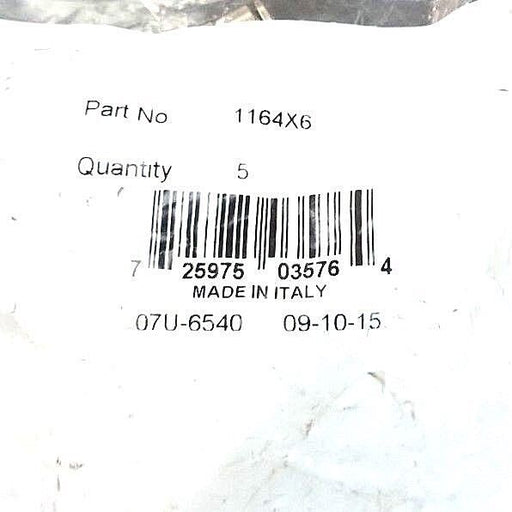 Part No 1164X6
Quantity 5
7 25975 03576 4
MADE IN ITALY
07U-6540 09-10-15